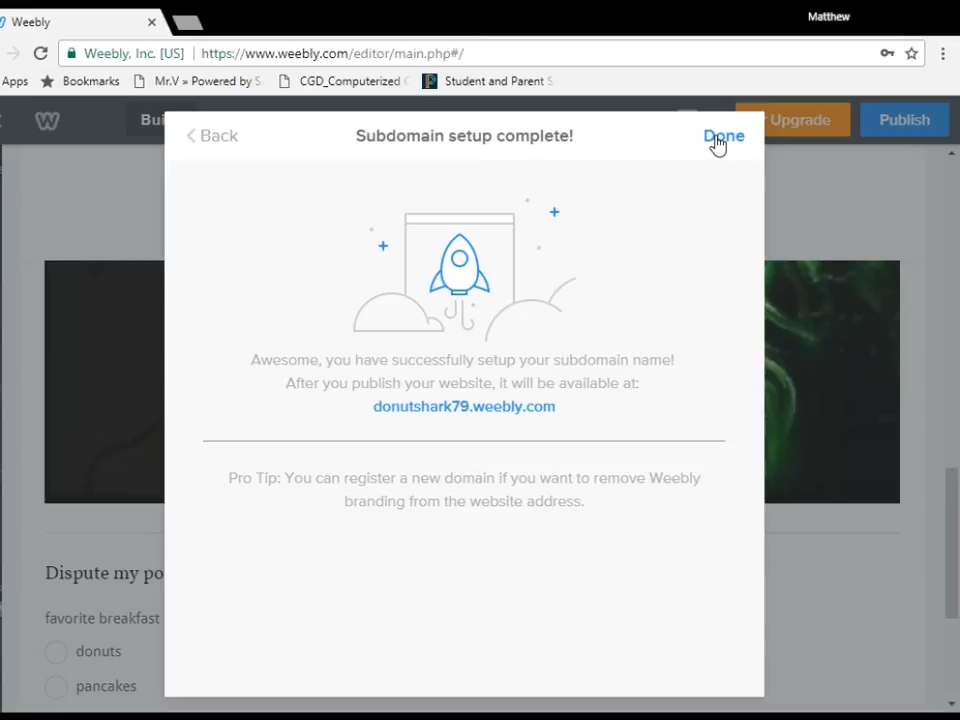 Weebly
Matthew
Weebly, Inc. [US]
https://www.weebly.com/editor/main.php#/
Apps
Bookmarks
Mr.V » Powered by
CGD_Computerized
Student and Parent
Upgrade
Publish
Back
Subdomain setup complete!
Done
Awesome, you have successfully setup your subdomain name!
After you publish your website, it will be available at:
donutshark79.weebly.com
Pro Tip: You can register a new domain if you want to remove Weebly
branding from the website address.
Dispute my
favorite breakfast
donuts
pancakes